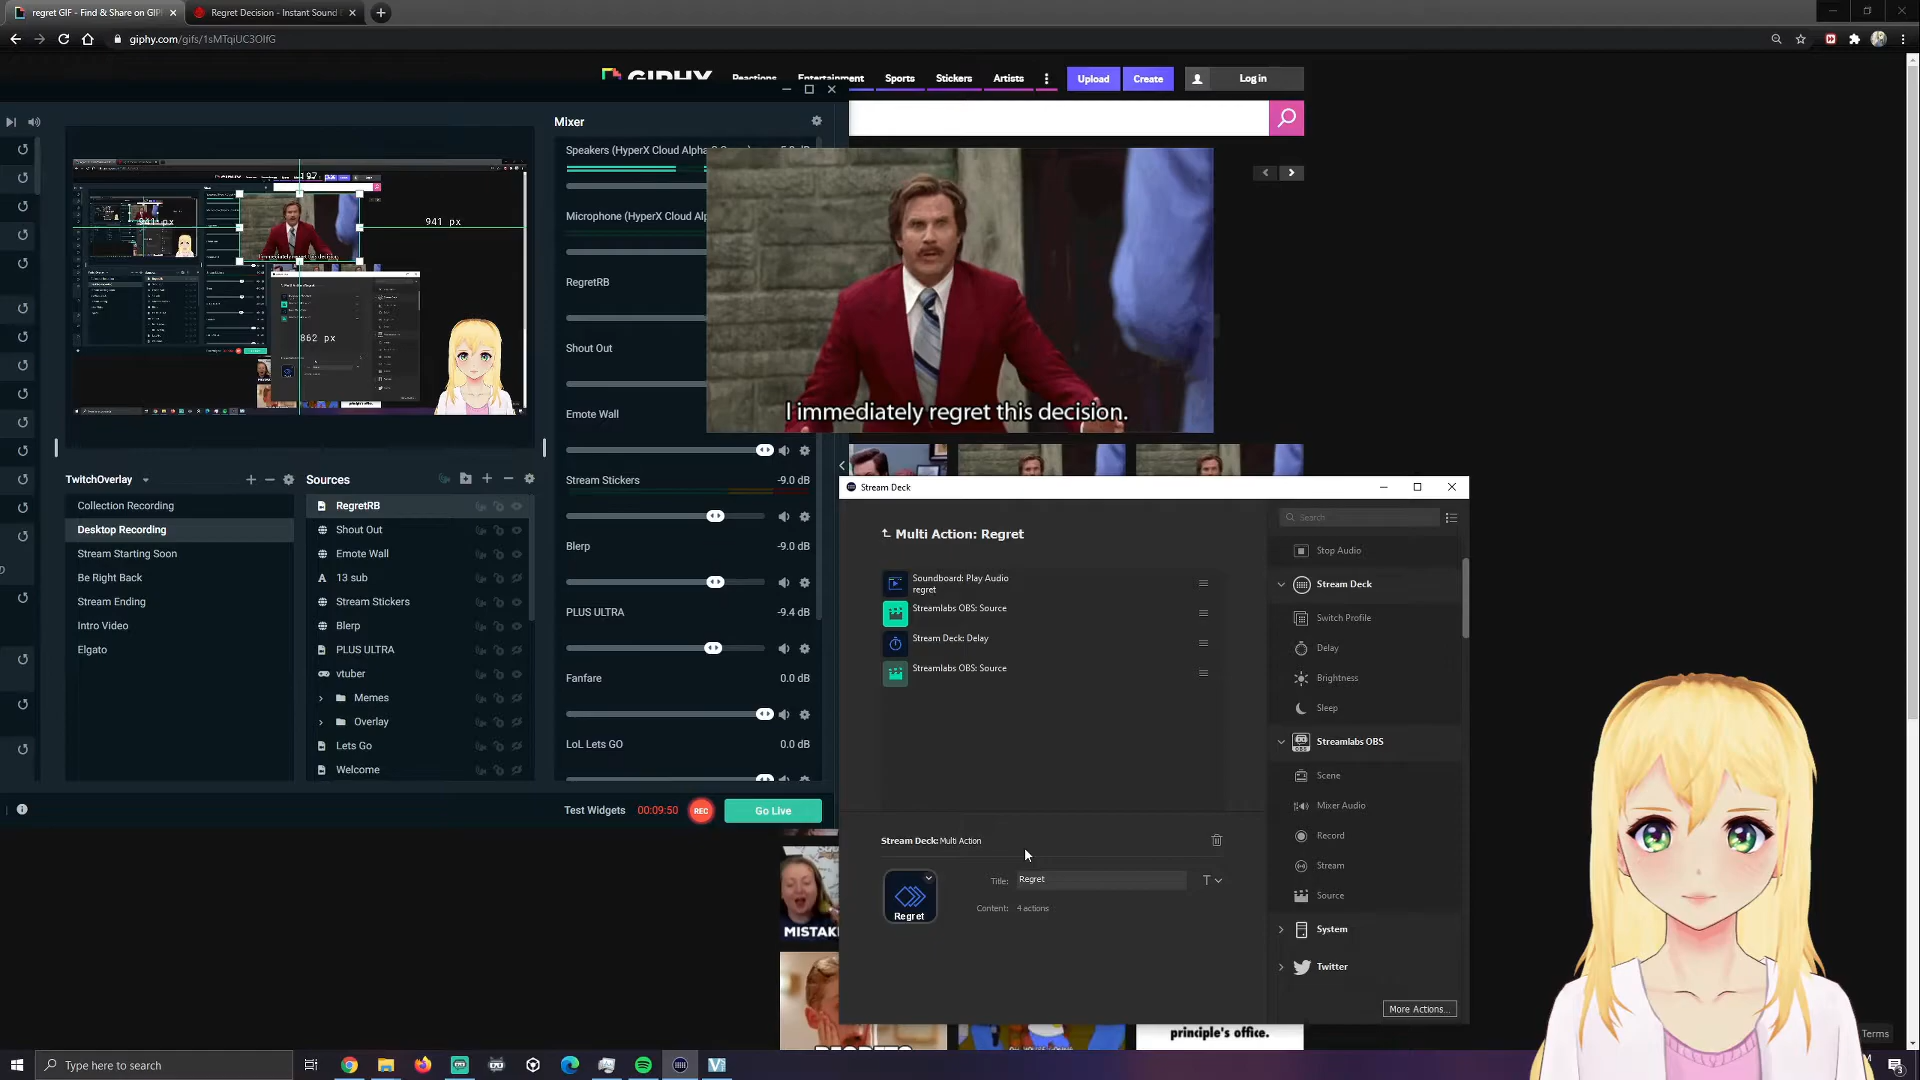 regret GIF - Find & Share on GIP
Regret Decision - Instant Sound
giphy.com/gifs/1sMTqiUC3OIfG
GIPHY
Reactions
Entertainment
Sports
Stickers
Artists
Upload
Create
Log in
Mixer
Speakers (HyperX Cloud Alpha
Microphone (HyperX Cloud Alp
RegretRB
Shout Out
Emote Wall
Stream Stickers
-9.0 dB
Blerp
-9.0 dB
PLUS ULTRA
-9.4 dB
Fanfare
0.0 dB
LoL Lets GO
0.0 dB
197
941 px
862 px
I immediately regret this decision.
TwitchOverlay
Collection Recording
Desktop Recording
Stream Starting Soon
Be Right Back
Stream Ending
Intro Video
Elgato
Sources
RegretRB
Shout Out
Emote Wall
13 sub
Stream Stickers
Blerp
PLUS ULTRA
vtuber
Memes
Overlay
Lets Go
Welcome
Test Widgets
00:09:50
REC
Go Live
Stream Deck
Multi Action: Regret
Soundboard: Play Audio
regret
Streamlabs OBS: Source
Stream Deck: Delay
Streamlabs OBS: Source
Stream Deck: Multi Action
Regret
Title:
Regret
Content:
4 actions
Search
Stop Audio
Stream Deck
Switch Profile
Delay
Brightness
Sleep
Streamlabs OBS
Scene
Mixer Audio
Record
Stream
Source
System
Twitter
More Actions...
MISTAK
REGRETS
principle's office.
Terms
Type here to search